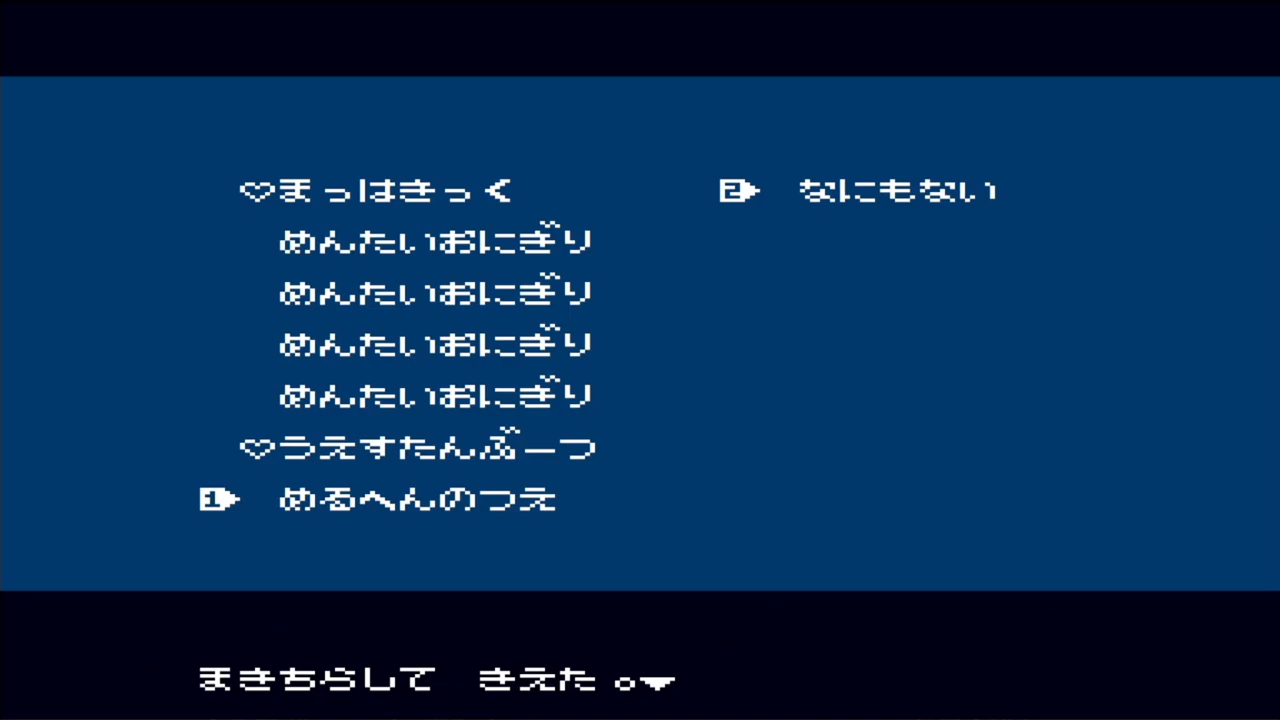 ♡まっはきっく
めんたいおにぎり
めんたいおにぎり
めんたいおにぎり
めんたいおにぎり
♡うえすたんぶーつ
1 めるへんのつえ
2 なにもない
まきちらして きえた。▼